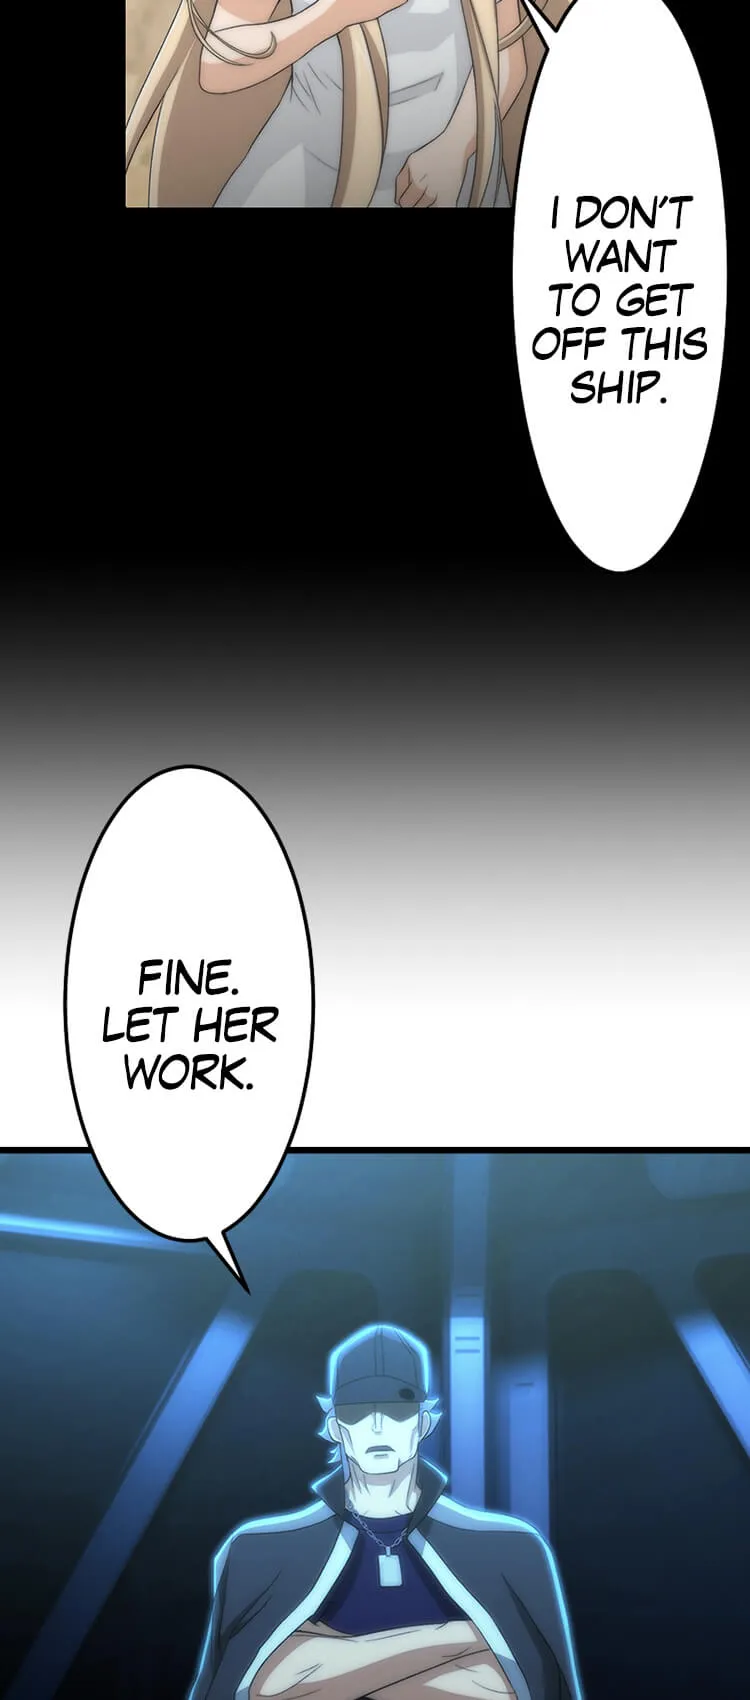 I DON'T
WANT
TO GET
OFF THIS
SHIP.
FINE.
LET HER
WORK.